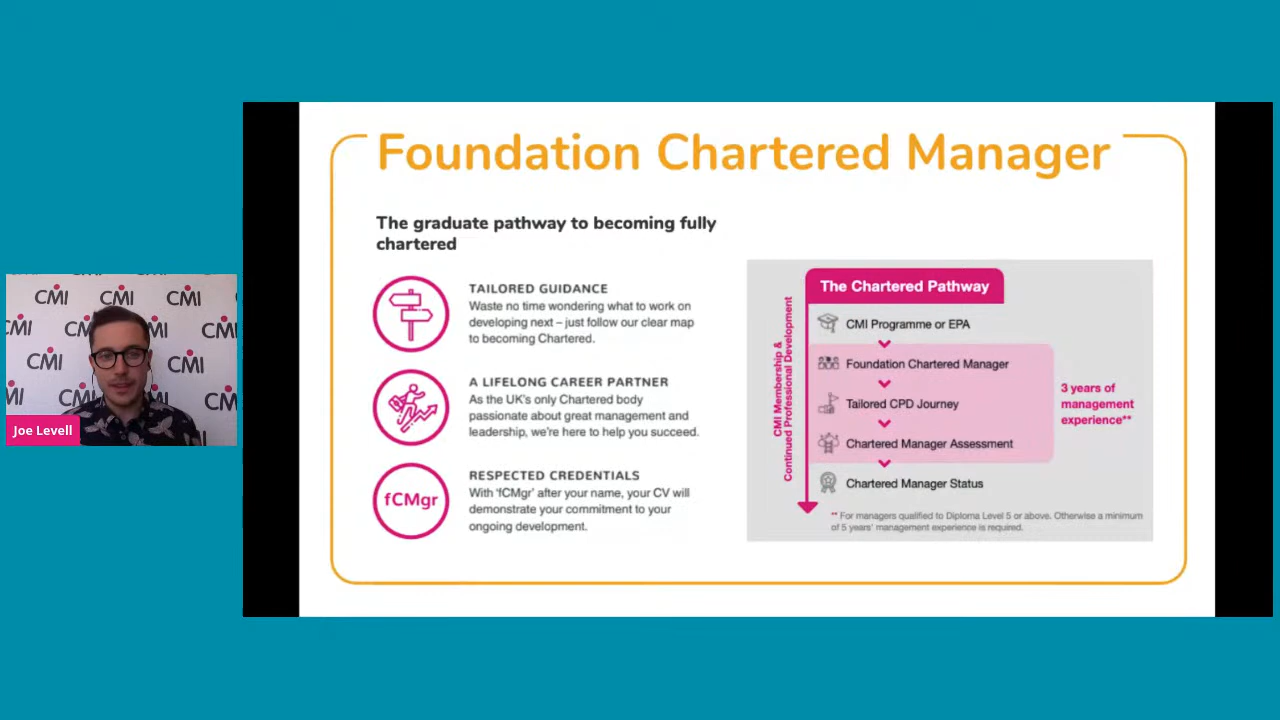 Foundation Chartered Manager
The graduate pathway to becoming fully
chartered
TAILORED GUIDANCE
Waste no time wondering what to work on
developing next – just follow our clear map
to becoming Chartered.
A LIFELONG CAREER PARTNER
As the UK's only Chartered body
passionate about great management and
leadership, we're here to help you succeed.
fCMgr
RESPECTED CREDENTIALS
With 'fCMgr' after your name, your CV will
demonstrate your commitment to your
ongoing development.
The Chartered Pathway
CMI Membership &
Continued Professional Development
CMI Programme or EPA
Foundation Chartered Manager
Tailored CPD Journey
Chartered Manager Assessment
Chartered Manager Status
3 years of
management
experience**
** For managers qualified to Diploma Level 5 or above. Otherwise a minimum
of 5 years' management experience is required.
CMI CMI CMI
CMI
CMI
CMI
Joe Levell